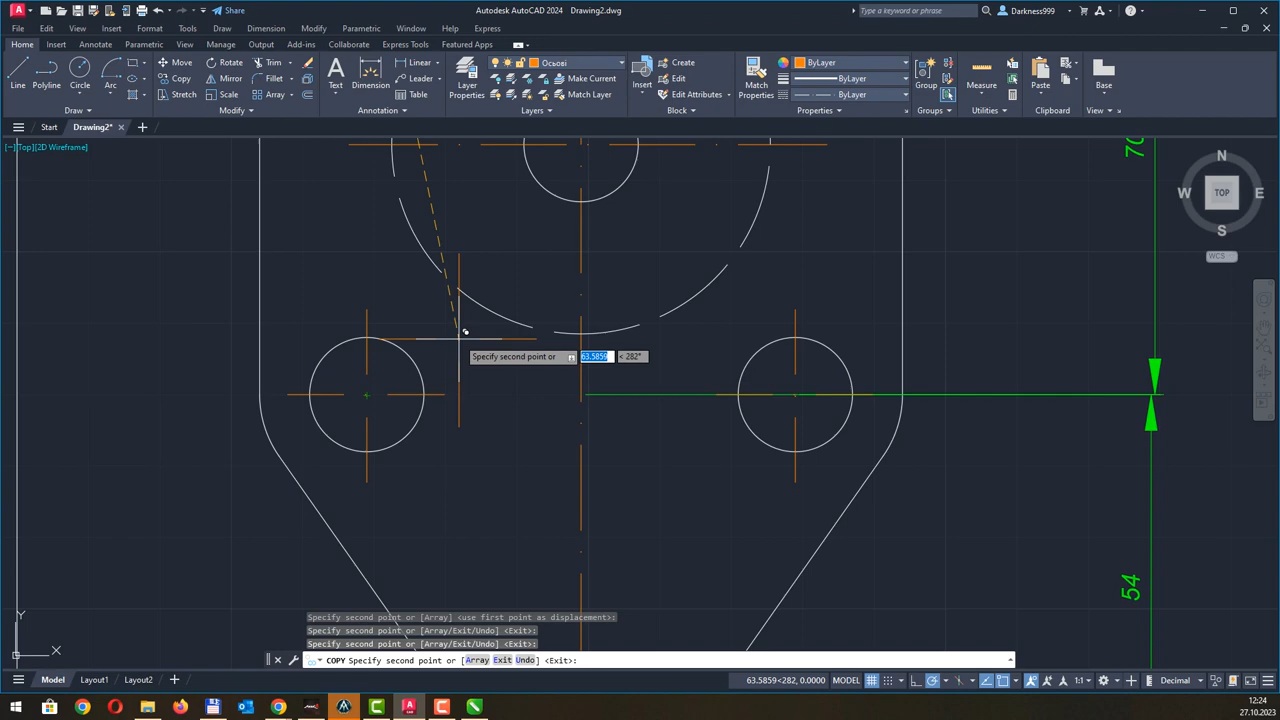 Share
Autodesk AutoCAD 2024 Drawing2.dwg
Type a keyword or phrase
Darkness999
File Edit View Insert Format Tools Draw Dimension Modify Parametric Window Help Express
Home Insert Annotate Parametric View Manage Output Add-ins Collaborate Express Tools Featured Apps
Line Polyline Circle Arc
Move Rotate Trim
Copy Mirror Fillet
Stretch Scale Array
Text Dimension
Linear
Leader
Table
Layer Properties
Основі
Make Current
Match Layer
Insert
Create
Edit
Edit Attributes
Match Properties
ByLayer
ByLayer
ByLayer
Group
Measure
Paste
Base
Draw Modify Annotation Layers Block Properties Groups Utilities Clipboard View
Start Drawing2*
[−][Top][2D Wireframe]
70
N
W TOP E
S
WCS
Specify second point or 63.5859 < 282°
54
Y
X
Specify second point or [Array] <use first point as displacement>:
Specify second point or [Array/Exit/Undo] <Exit>:
Specify second point or [Array/Exit/Undo] <Exit>:
COPY Specify second point or [Array Exit Undo] <Exit>:
Model Layout1 Layout2
63.5859<282, 0.0000 MODEL
1:1
Decimal
12:24
27.10.2023